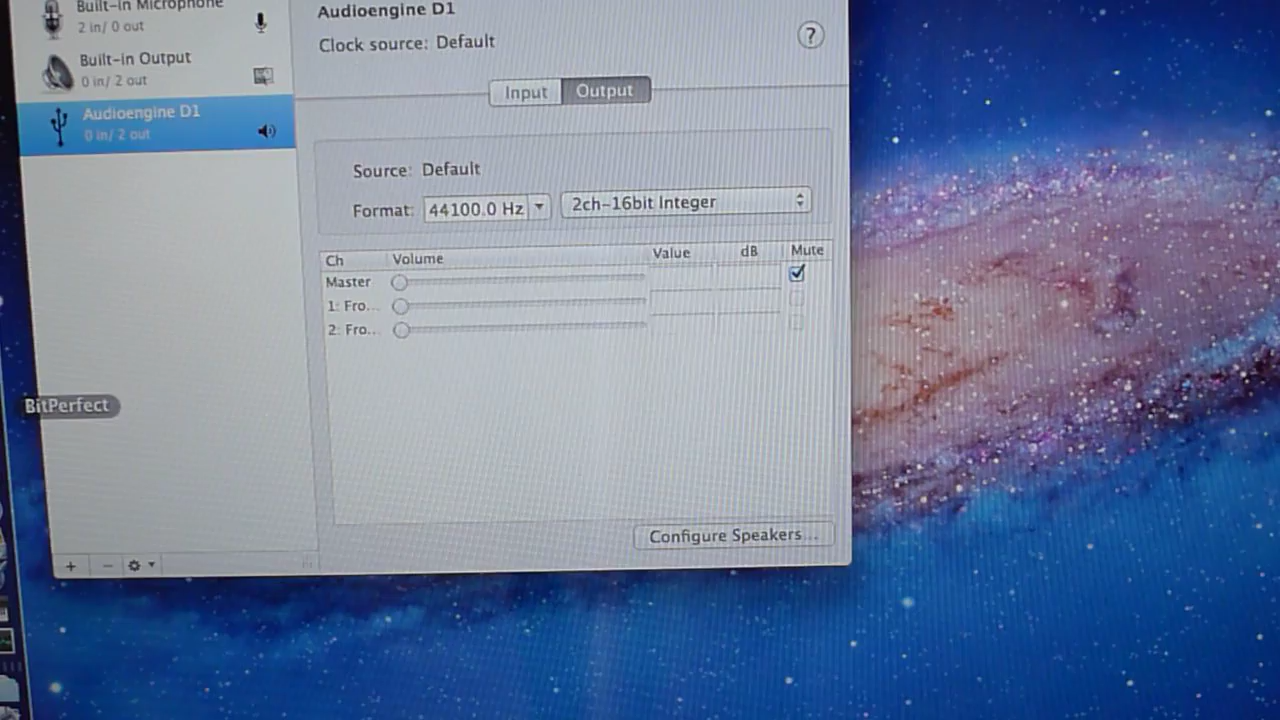 Built-in Microphone
2 in/ 0 out
Built-in Output
0 in/ 2 out
Audioengine D1
0 in/ 2 out
BitPerfect
Audioengine D1
Clock source: Default
?
Input
Output
Source: Default
Format: 44100.0 Hz 2ch-16bit Integer
Ch Volume Value dB Mute
Master
1: Fro...
2: Fro...
Configure Speakers...